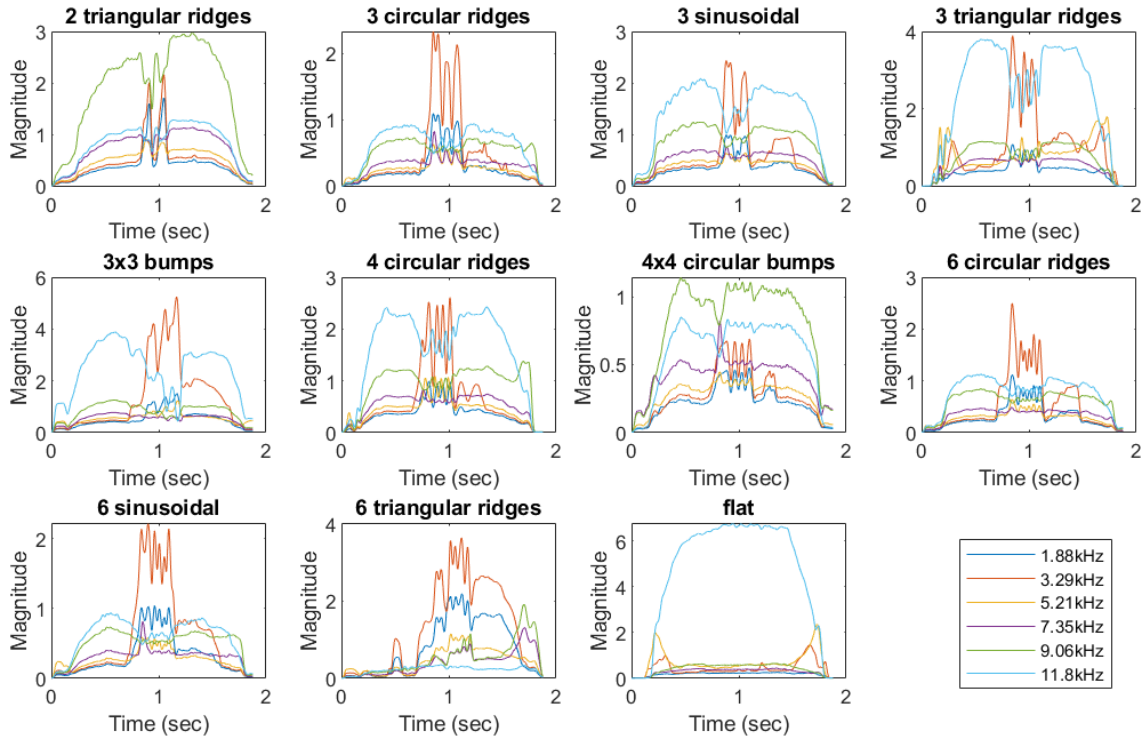 2 triangular ridges
3
2
1
0
Magnitude
0 1 2
Time (sec)
3 circular ridges
2
1
0
Magnitude
0 1 2
Time (sec)
3 sinusoidal
3
2
1
0
Magnitude
0 1 2
Time (sec)
3 triangular ridges
4
2
0
Magnitude
0 1 2
Time (sec)
3x3 bumps
6
4
2
0
Magnitude
0 1 2
Time (sec)
4 circular ridges
3
2
1
0
Magnitude
0 1 2
Time (sec)
4x4 circular bumps
1
0.5
0
Magnitude
0 1 2
Time (sec)
6 circular ridges
3
2
1
0
Magnitude
0 1 2
Time (sec)
6 sinusoidal
2
1
0
Magnitude
0 1 2
Time (sec)
6 triangular ridges
4
2
0
Magnitude
0 1 2
Time (sec)
flat
6
4
2
0
Magnitude
0 1 2
Time (sec)
1.88kHz
3.29kHz
5.21kHz
7.35kHz
9.06kHz
11.8kHz